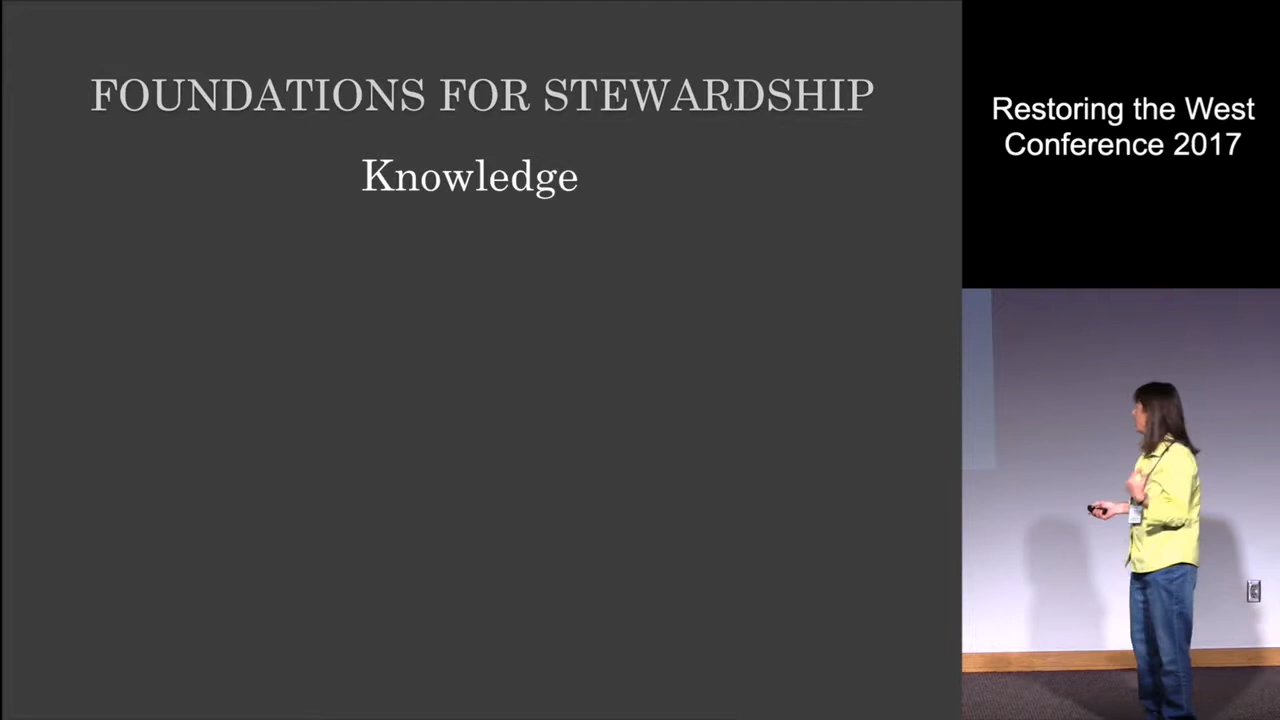 FOUNDATIONS FOR STEWARDSHIP
Knowledge
Restoring the West
Conference 2017